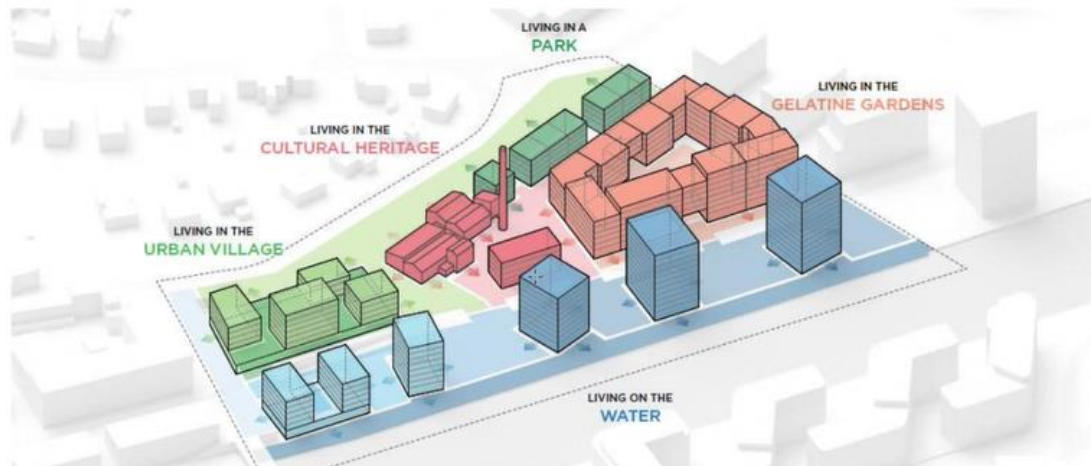 LIVING IN A
PARK
LIVING IN THE
GELATINE GARDENS
LIVING IN THE
CULTURAL HERITAGE
LIVING IN THE
URBAN VILLAGE
LIVING ON THE
WATER